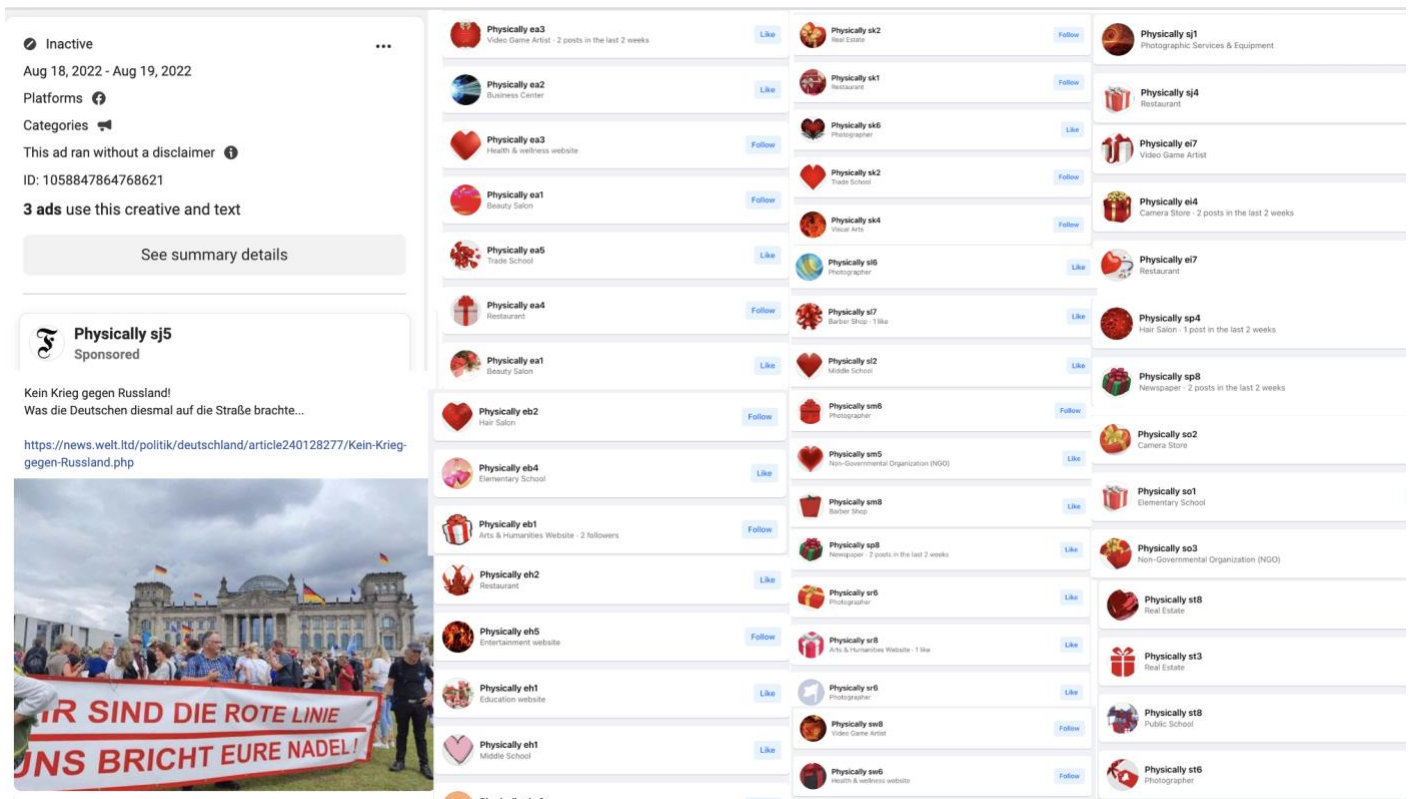 Inactive
Aug 18, 2022 - Aug 19, 2022
Platforms
Categories
This ad ran without a disclaimer
ID: 1058847864768621
3 ads use this creative and text
See summary details
Physically sj5
Sponsored
Kein Krieg gegen Russland!
Was die Deutschen diesmal auf die Straße brachte...
https://news.welt.ltd/politik/deutschland/article240128277/Kein-Krieg-
gegen-Russland.php
IR SIND DIE ROTE LINIE
UNS BRICHT EURE NADEL!
Physically ea3
Video Game Artist · 2 posts in the last 2 weeks
Like
Physically ea2
Business Center
Like
Physically ea3
Health & wellness website
Follow
Physically ea1
Beauty Salon
Follow
Physically ea5
Trade School
Like
Physically ea4
Restaurant
Follow
Physically ea1
Beauty Salon
Like
Physically eb2
Hair Salon
Follow
Physically eb4
Elementary School
Like
Physically eb1
Arts & Humanities Website · 2 followers
Follow
Physically eh2
Restaurant
Like
Physically eh5
Entertainment website
Follow
Physically eh1
Education website
Like
Physically eh1
Middle School
Like
Physically sk2
Real Estate
Follow
Physically sk1
Restaurant
Follow
Physically sk6
Photographer
Like
Physically sk2
Trade School
Follow
Physically sk4
Visual Arts
Follow
Physically sl6
Photographer
Like
Physically sl7
Barber Shop · 1 like
Like
Physically sl2
Middle School
Like
Physically sm6
Photographer
Follow
Physically sm5
Non-Governmental Organization (NGO)
Like
Physically sm8
Barber Shop
Like
Physically sp8
Newspaper · 2 posts in the last 2 weeks
Like
Physically sr6
Photographer
Like
Physically sr8
Arts & Humanities Website · 1 like
Like
Physically sr6
Photographer
Like
Physically sw8
Video Game Artist
Follow
Physically sw6
Health & wellness website
Follow
Physically sj1
Photographic Services & Equipment
Physically sj4
Restaurant
Physically ei7
Video Game Artist
Physically ei4
Camera Store · 2 posts in the last 2 weeks
Physically ei7
Restaurant
Physically sp4
Hair Salon · 1 post in the last 2 weeks
Physically sp8
Newspaper · 2 posts in the last 2 weeks
Physically so2
Camera Store
Physically so1
Elementary School
Physically so3
Non-Governmental Organization (NGO)
Physically st8
Real Estate
Physically st3
Real Estate
Physically st8
Public School
Physically st6
Photographer